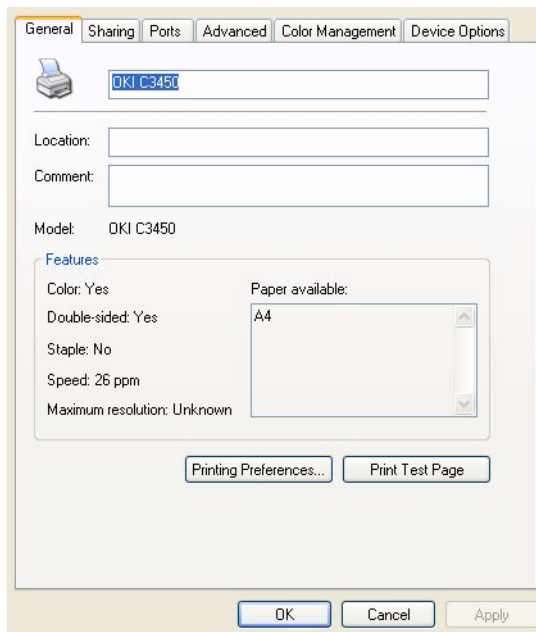 General Sharing Ports Advanced Color Management Device Options
OKI C3450
Location:
Comment:
Model: OKI C3450
Features
Color: Yes Paper available:
Double-sided: Yes A4
Staple: No
Speed: 26 ppm
Maximum resolution: Unknown
Printing Preferences... Print Test Page
OK Cancel Apply